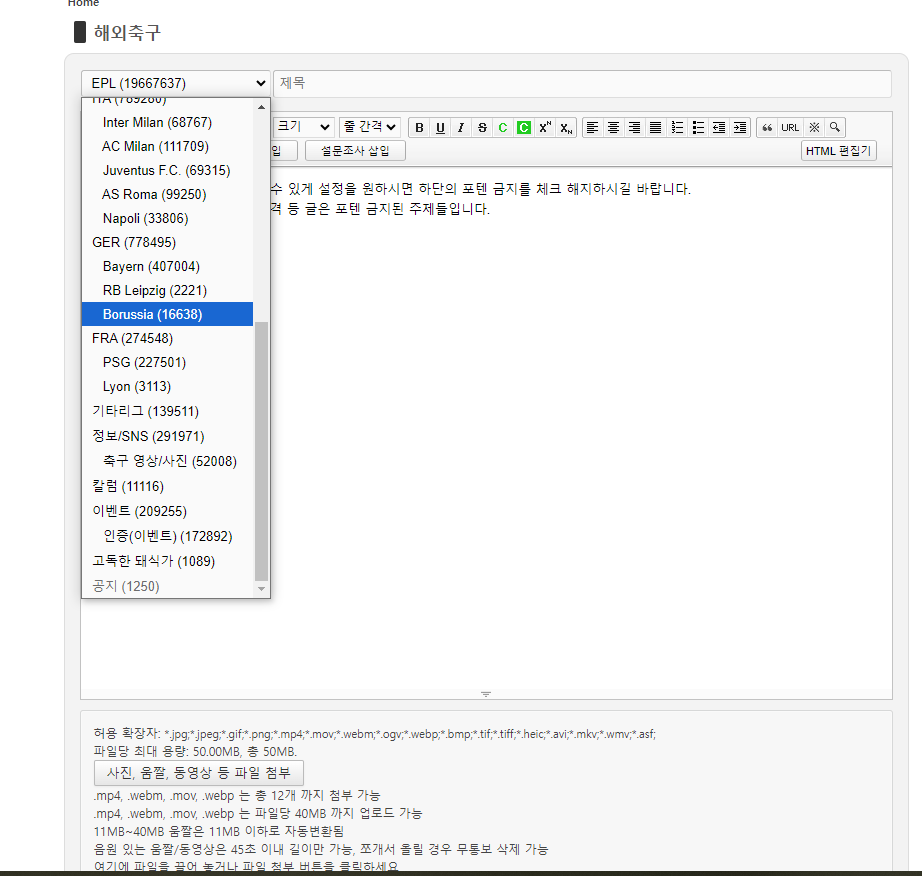 Home
해외축구
EPL (19667637)
제목
ITA (789280)
Inter Milan (68767)
AC Milan (111709)
Juventus F.C. (69315)
AS Roma (99250)
Napoli (33806)
GER (778495)
Bayern (407004)
RB Leipzig (2221)
Borussia (16638)
FRA (274548)
PSG (227501)
Lyon (3113)
기타리그 (139511)
정보/SNS (291971)
축구 영상/사진 (52008)
칼럼 (11116)
이벤트 (209255)
인증(이벤트) (172892)
고독한 돼식가 (1089)
공지 (1250)
크기 줄 간격 B U I S C C X^N X_N URL ※
입 설문조사 삽입 HTML 편집기
수 있게 설정을 원하시면 하단의 포텐 금지를 체크 해지하시길 바랍니다.
격 등 글은 포텐 금지된 주제들입니다.
허용 확장자: *.jpg;*.jpeg;*.gif;*.png;*.mp4;*.mov;*.webm;*.ogv;*.webp;*.bmp;*.tif;*.tiff;*.heic;*.avi;*.mkv;*.wmv;*.asf;
파일당 최대 용량: 50.00MB, 총 50MB.
사진, 움짤, 동영상 등 파일 첨부
.mp4, .webm, .mov, .webp 는 총 12개 까지 첨부 가능
.mp4, .webm, .mov, .webp 는 파일당 40MB 까지 업로드 가능
11MB~40MB 움짤은 11MB 이하로 자동변환됨
음원 있는 움짤/동영상은 45초 이내 길이만 가능, 쪼개서 올릴 경우 무통보 삭제 가능
여기에 파일을 끌어 놓거나 파일 첨부 버튼을 클릭하세요